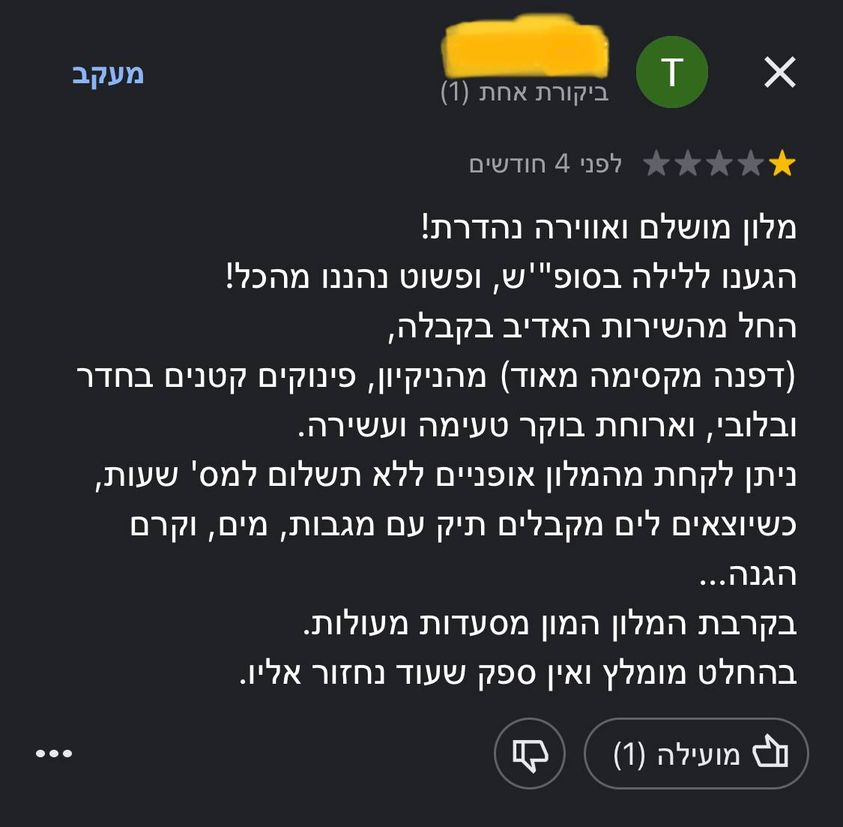 T
מעקב
ביקורת אחת (1)
לפני 4 חודשים
מלון מושלם ואווירה נהדרת!
הגענו ללילה בסופ"'ש, ופשוט נהננו מהכל!
החל מהשירות האדיב בקבלה,
(דפנה מקסימה מאוד) מהניקיון, פינוקים קטנים בחדר
ובלובי, וארוחת בוקר טעימה ועשירה.
ניתן לקחת מהמלון אופניים ללא תשלום למס' שעות,
כשיוצאים לים מקבלים תיק עם מגבות, מים, וקרם
הגנה...
בקרבת המלון המון מסעדות מעולות.
בהחלט מומלץ ואין ספק שעוד נחזור אליו.
מועילה (1)